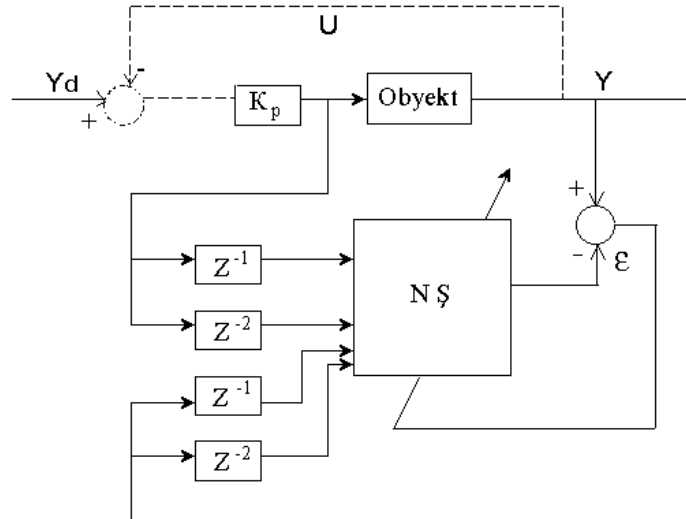 U
Yd
-
+
Kp
Obyekt
Y
+
-
ε
Z⁻¹
Z⁻²
NŞ
Z⁻¹
Z⁻²